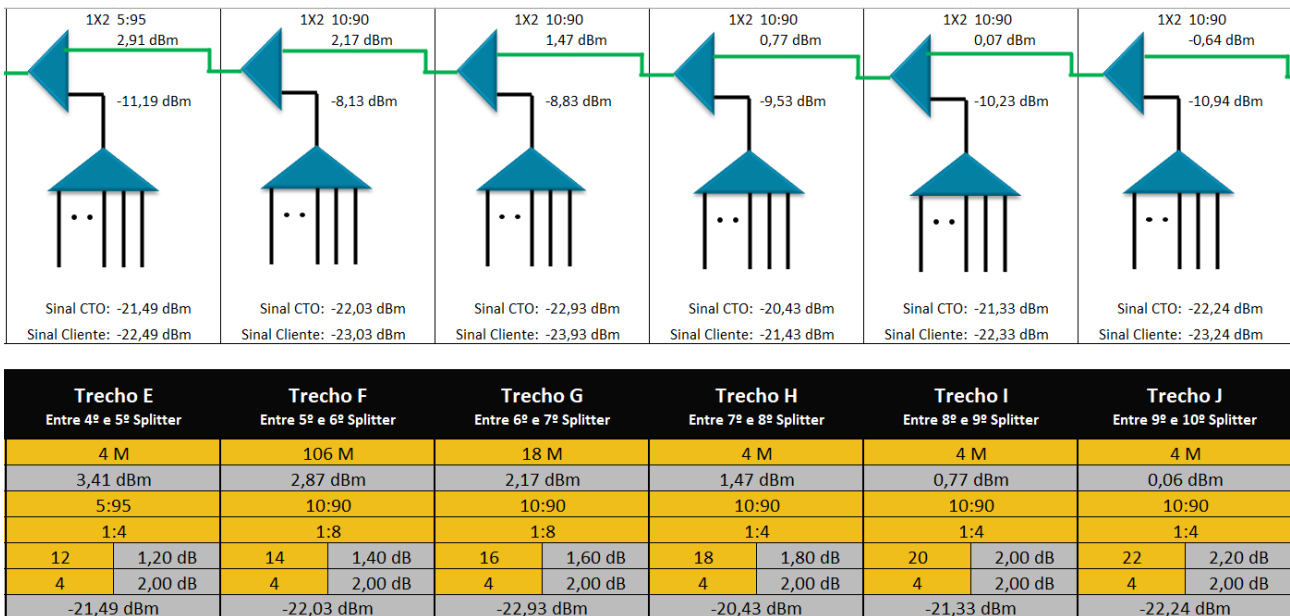 1X2 5:95 1X2 10:90 1X2 10:90 1X2 10:90 1X2 10:90 1X2 10:90
2,91 dBm 2,17 dBm 1,47 dBm 0,77 dBm 0,07 dBm -0,64 dBm
-11,19 dBm -8,13 dBm -8,83 dBm -9,53 dBm -10,23 dBm -10,94 dBm
Sinal CTO: -21,49 dBm Sinal CTO: -22,03 dBm Sinal CTO: -22,93 dBm Sinal CTO: -20,43 dBm Sinal CTO: -21,33 dBm Sinal CTO: -22,24 dBm
Sinal Cliente: -22,49 dBm Sinal Cliente: -23,03 dBm Sinal Cliente: -23,93 dBm Sinal Cliente: -21,43 dBm Sinal Cliente: -22,33 dBm Sinal Cliente: -23,24 dBm
Trecho E Trecho F Trecho G Trecho H Trecho I Trecho J
Entre 4º e 5º Splitter Entre 5º e 6º Splitter Entre 6º e 7º Splitter Entre 7º e 8º Splitter Entre 8º e 9º Splitter Entre 9º e 10º Splitter
4 M 106 M 18 M 4 M 4 M 4 M
3,41 dBm 2,87 dBm 2,17 dBm 1,47 dBm 0,77 dBm 0,06 dBm
5:95 10:90 10:90 10:90 10:90 10:90
1:4 1:8 1:8 1:4 1:4 1:4
12 1,20 dB 14 1,40 dB 16 1,60 dB 18 1,80 dB 20 2,00 dB 22 2,20 dB
4 2,00 dB 4 2,00 dB 4 2,00 dB 4 2,00 dB 4 2,00 dB 4 2,00 dB
-21,49 dBm -22,03 dBm -22,93 dBm -20,43 dBm -21,33 dBm -22,24 dBm